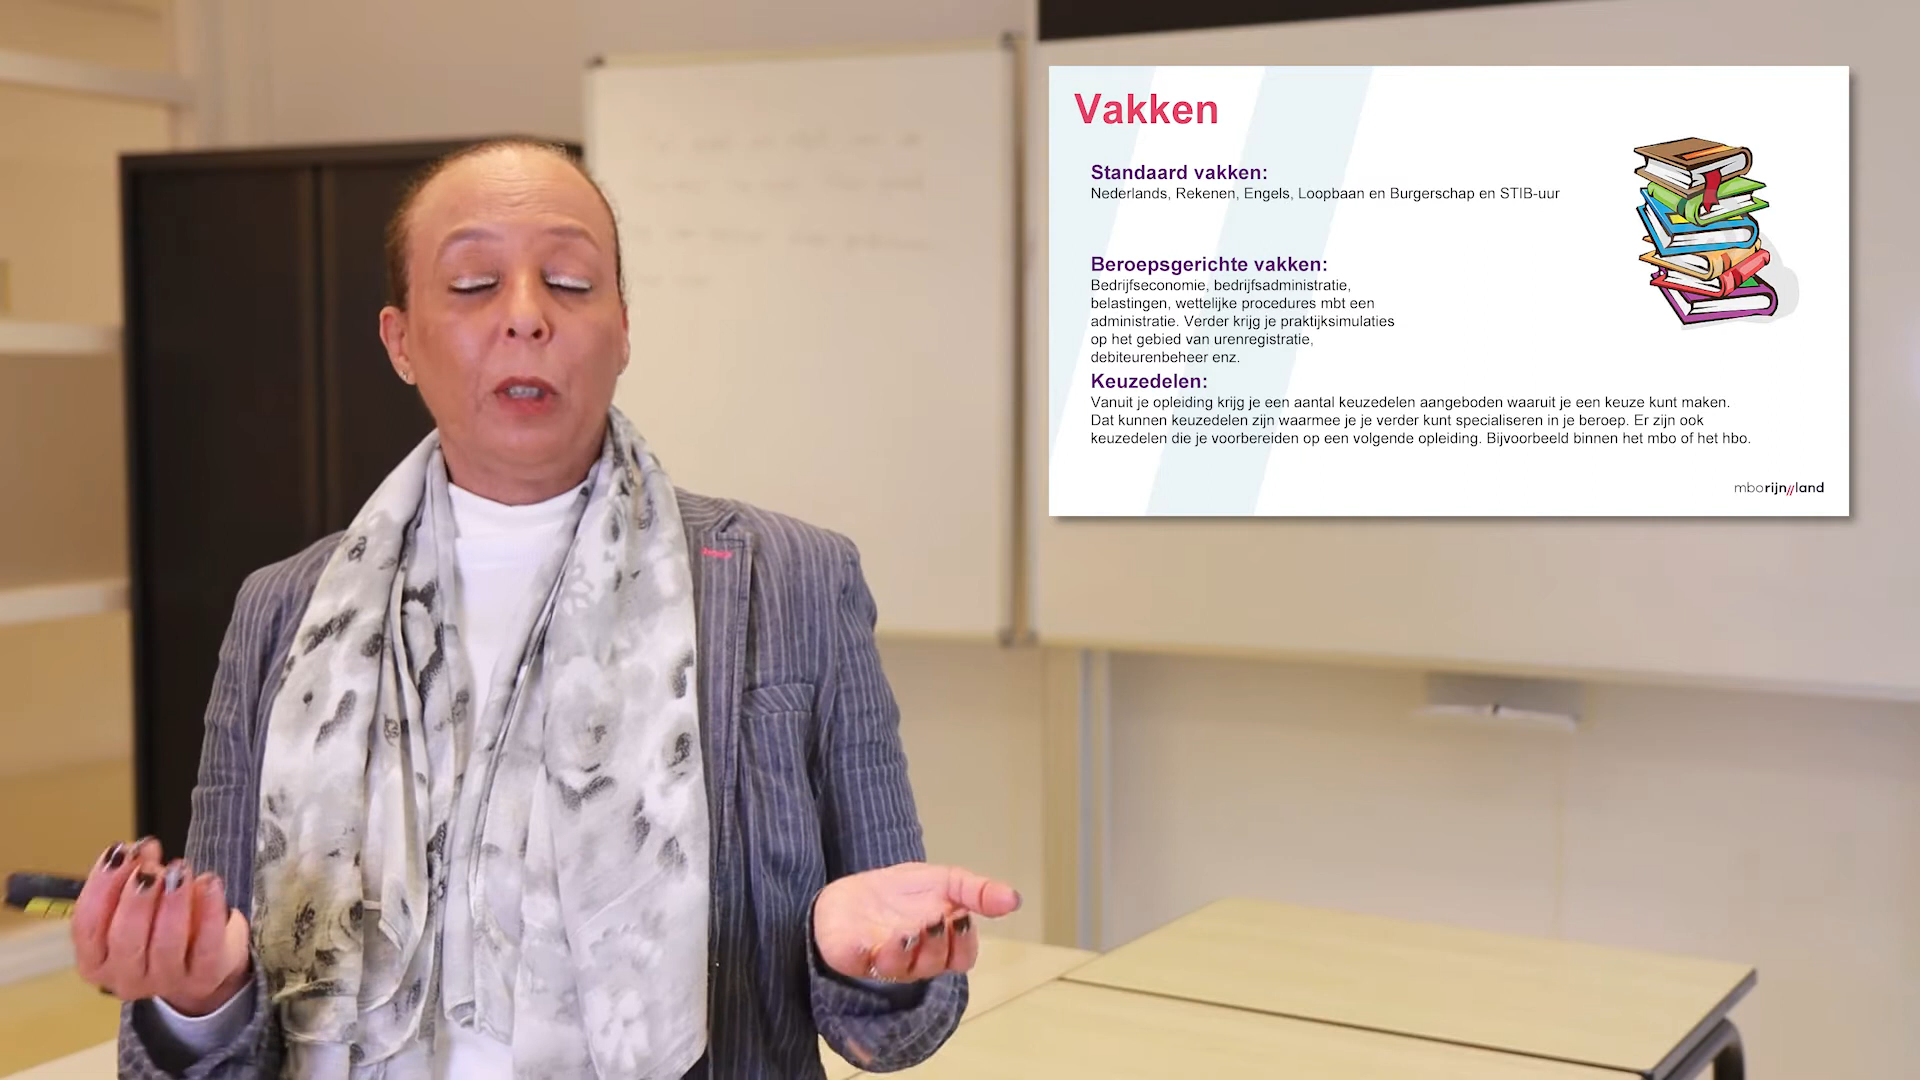 Vakken
Standaard vakken:
Nederlands, Rekenen, Engels, Loopbaan en Burgerschap en STIB-uur
Beroepsgerichte vakken:
Bedrijfseconomie, bedrijfsadministratie,
belastingen, wettelijke procedures mbt een
administratie. Verder krijg je praktijksimulaties
op het gebied van urenregistratie,
debiteurenbeheer enz.
Keuzedelen:
Vanuit je opleiding krijg je een aantal keuzedelen aangeboden waaruit je een keuze kunt maken.
Dat kunnen keuzedelen zijn waarmee je je verder kunt specialiseren in je beroep. Er zijn ook
keuzedelen die je voorbereiden op een volgende opleiding. Bijvoorbeeld binnen het mbo of het hbo.
mborijn//land